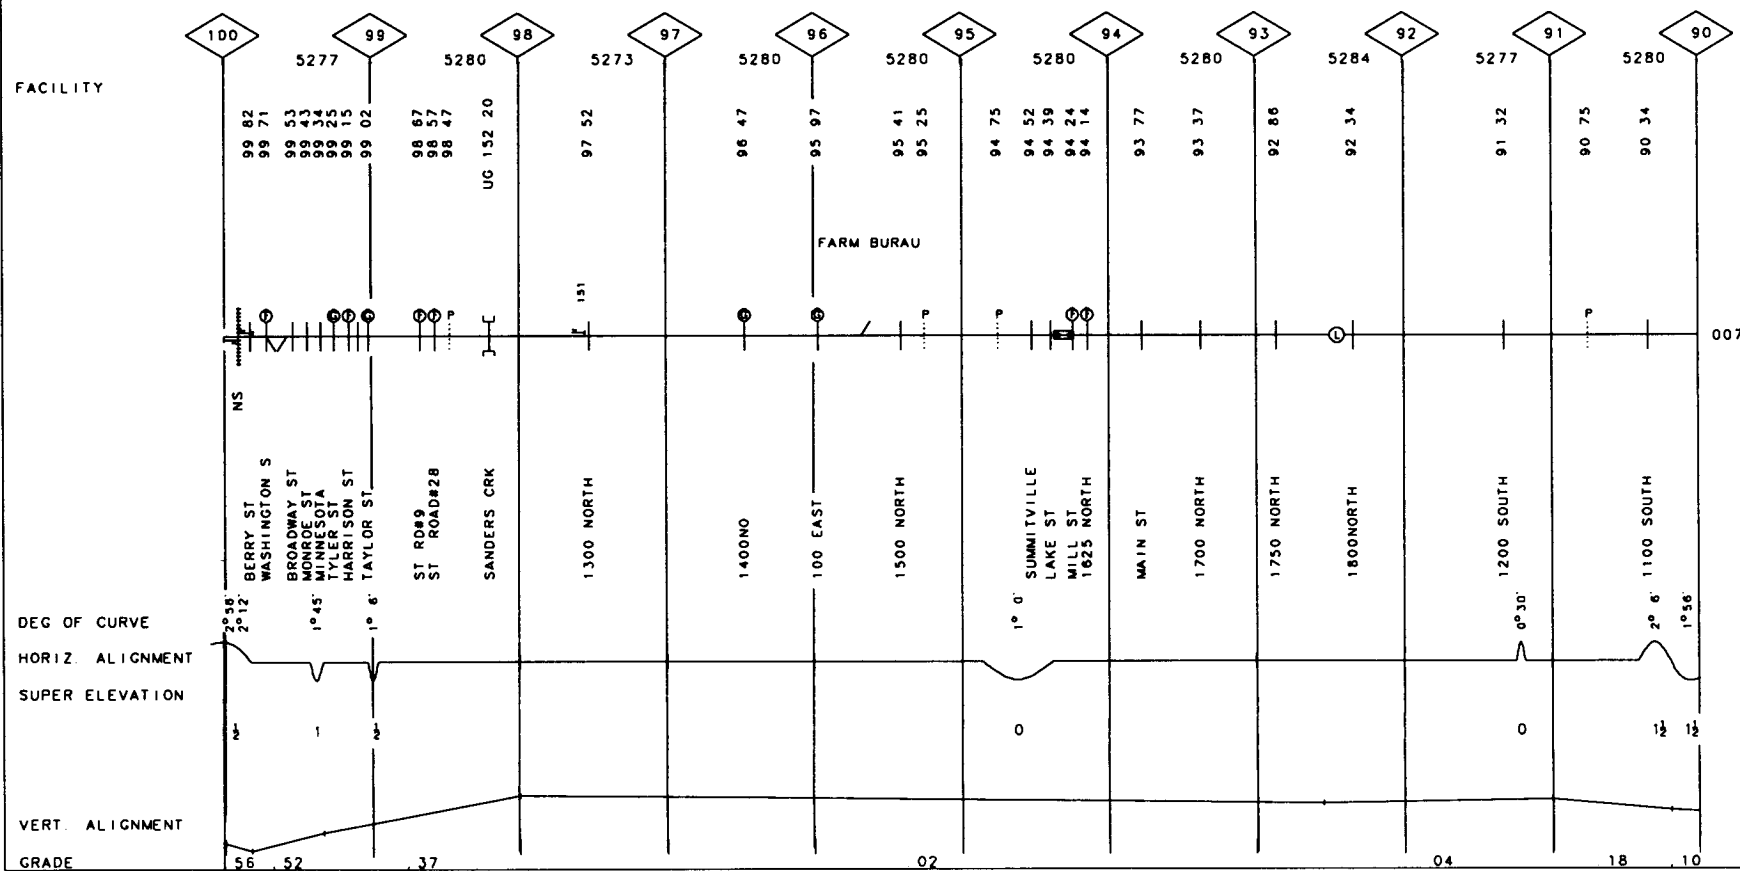 100 99 98 97 96 95 94 93 92 91 90
5277 5280 5273 5280 5280 5280 5280 5284 5277 5280
FACILITY
99 82
99 71
99 53
99 43
99 34
99 25
99 15
99 02
98 67
98 57
98 47
UG 152 20
97 52
96 47
95 97
95 41
95 25
94 75
94 52
94 39
94 24
94 14
93 77
93 37
92 86
92 34
91 32
90 75
90 34
FARM BURAU
151
F G F G F F P G G P P F F L P
007
NS
BERRY ST
WASHINGTON S
BROADWAY ST
MONROE ST
MINNESOTA
TYLER ST
HARRISON ST
TAYLOR ST
ST RD#9
ST ROAD#28
SANDERS CRK
1300 NORTH
1400NO
100 EAST
1500 NORTH
SUMMITVILLE
LAKE ST
MILL ST
1625 NORTH
MAIN ST
1700 NORTH
1750 NORTH
1800NORTH
1200 SOUTH
1100 SOUTH
DEG OF CURVE
2° 58'
2° 12'
1° 45'
1° 6'
1° 0'
0° 30'
2° 6'
1° 56'
HORIZ. ALIGNMENT
SUPER ELEVATION
½ 1 ½ 0 0 1½ 1½
VERT. ALIGNMENT
GRADE 56 .52 .37 02 04 18 .10